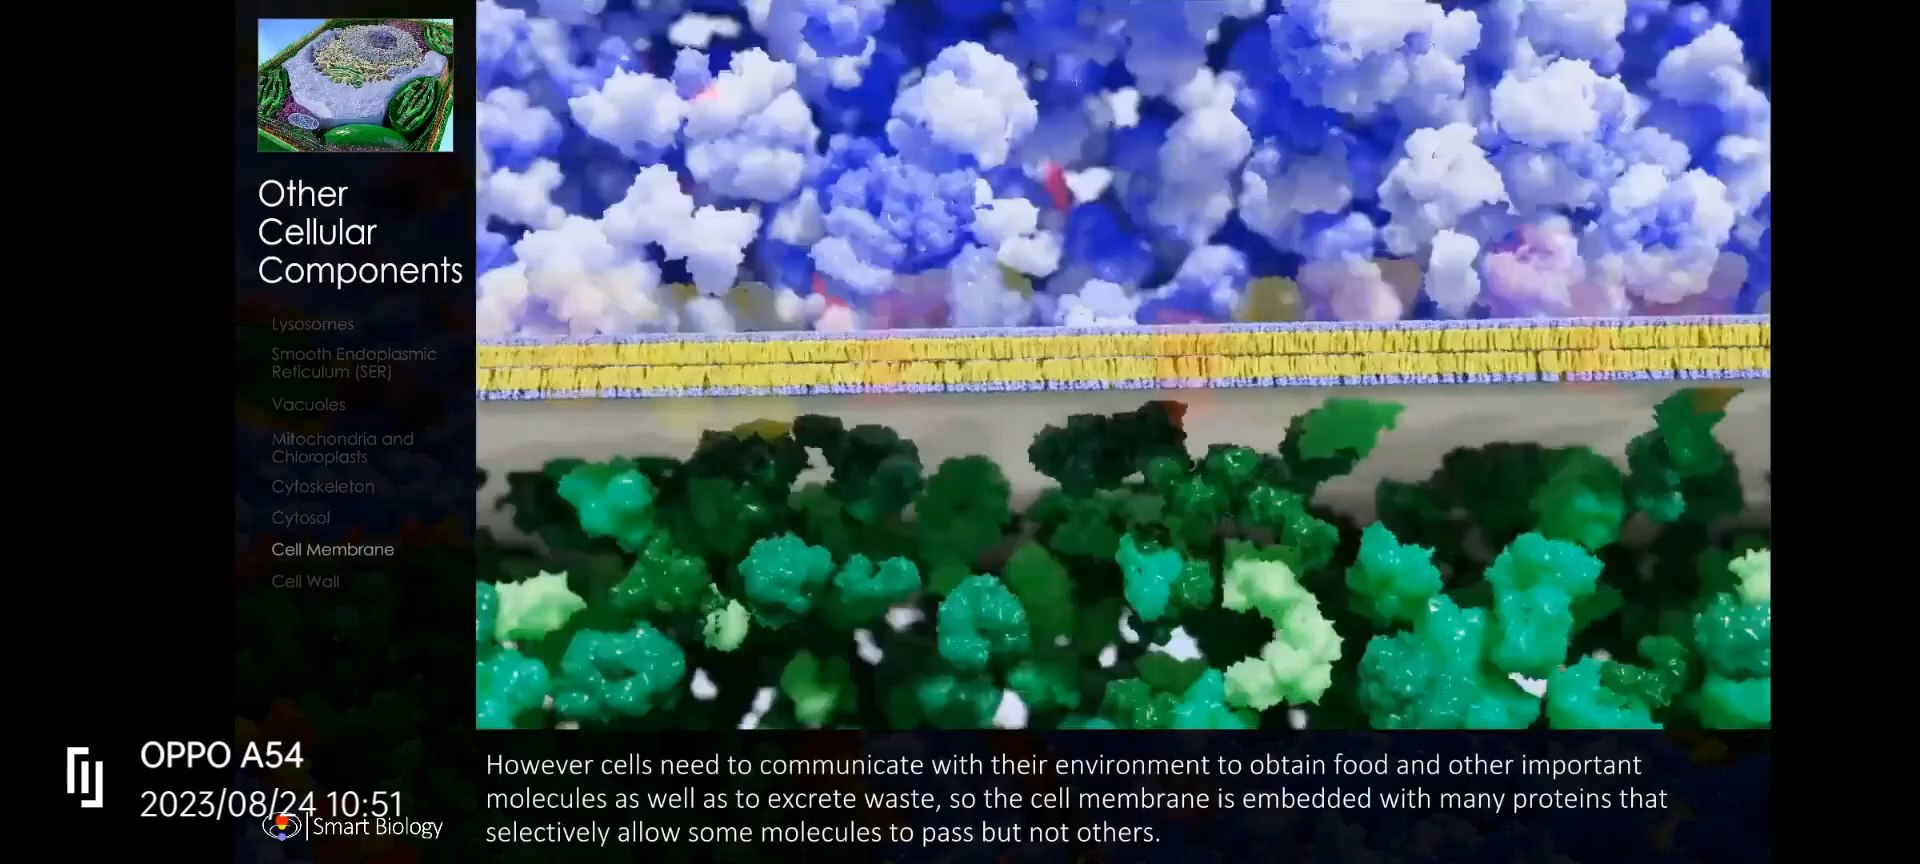 Other
Cellular
Components
Lysosomes
Smooth Endoplasmic
Reticulum (SER)
Vacuoles
Mitochondria and
Chloroplasts
Cytoskeleton
Cytosol
Cell Membrane
Cell Wall
OPPO A54
2023/08/24 10:51
Smart Biology
However cells need to communicate with their environment to obtain food and other important
molecules as well as to excrete waste, so the cell membrane is embedded with many proteins that
selectively allow some molecules to pass but not others.